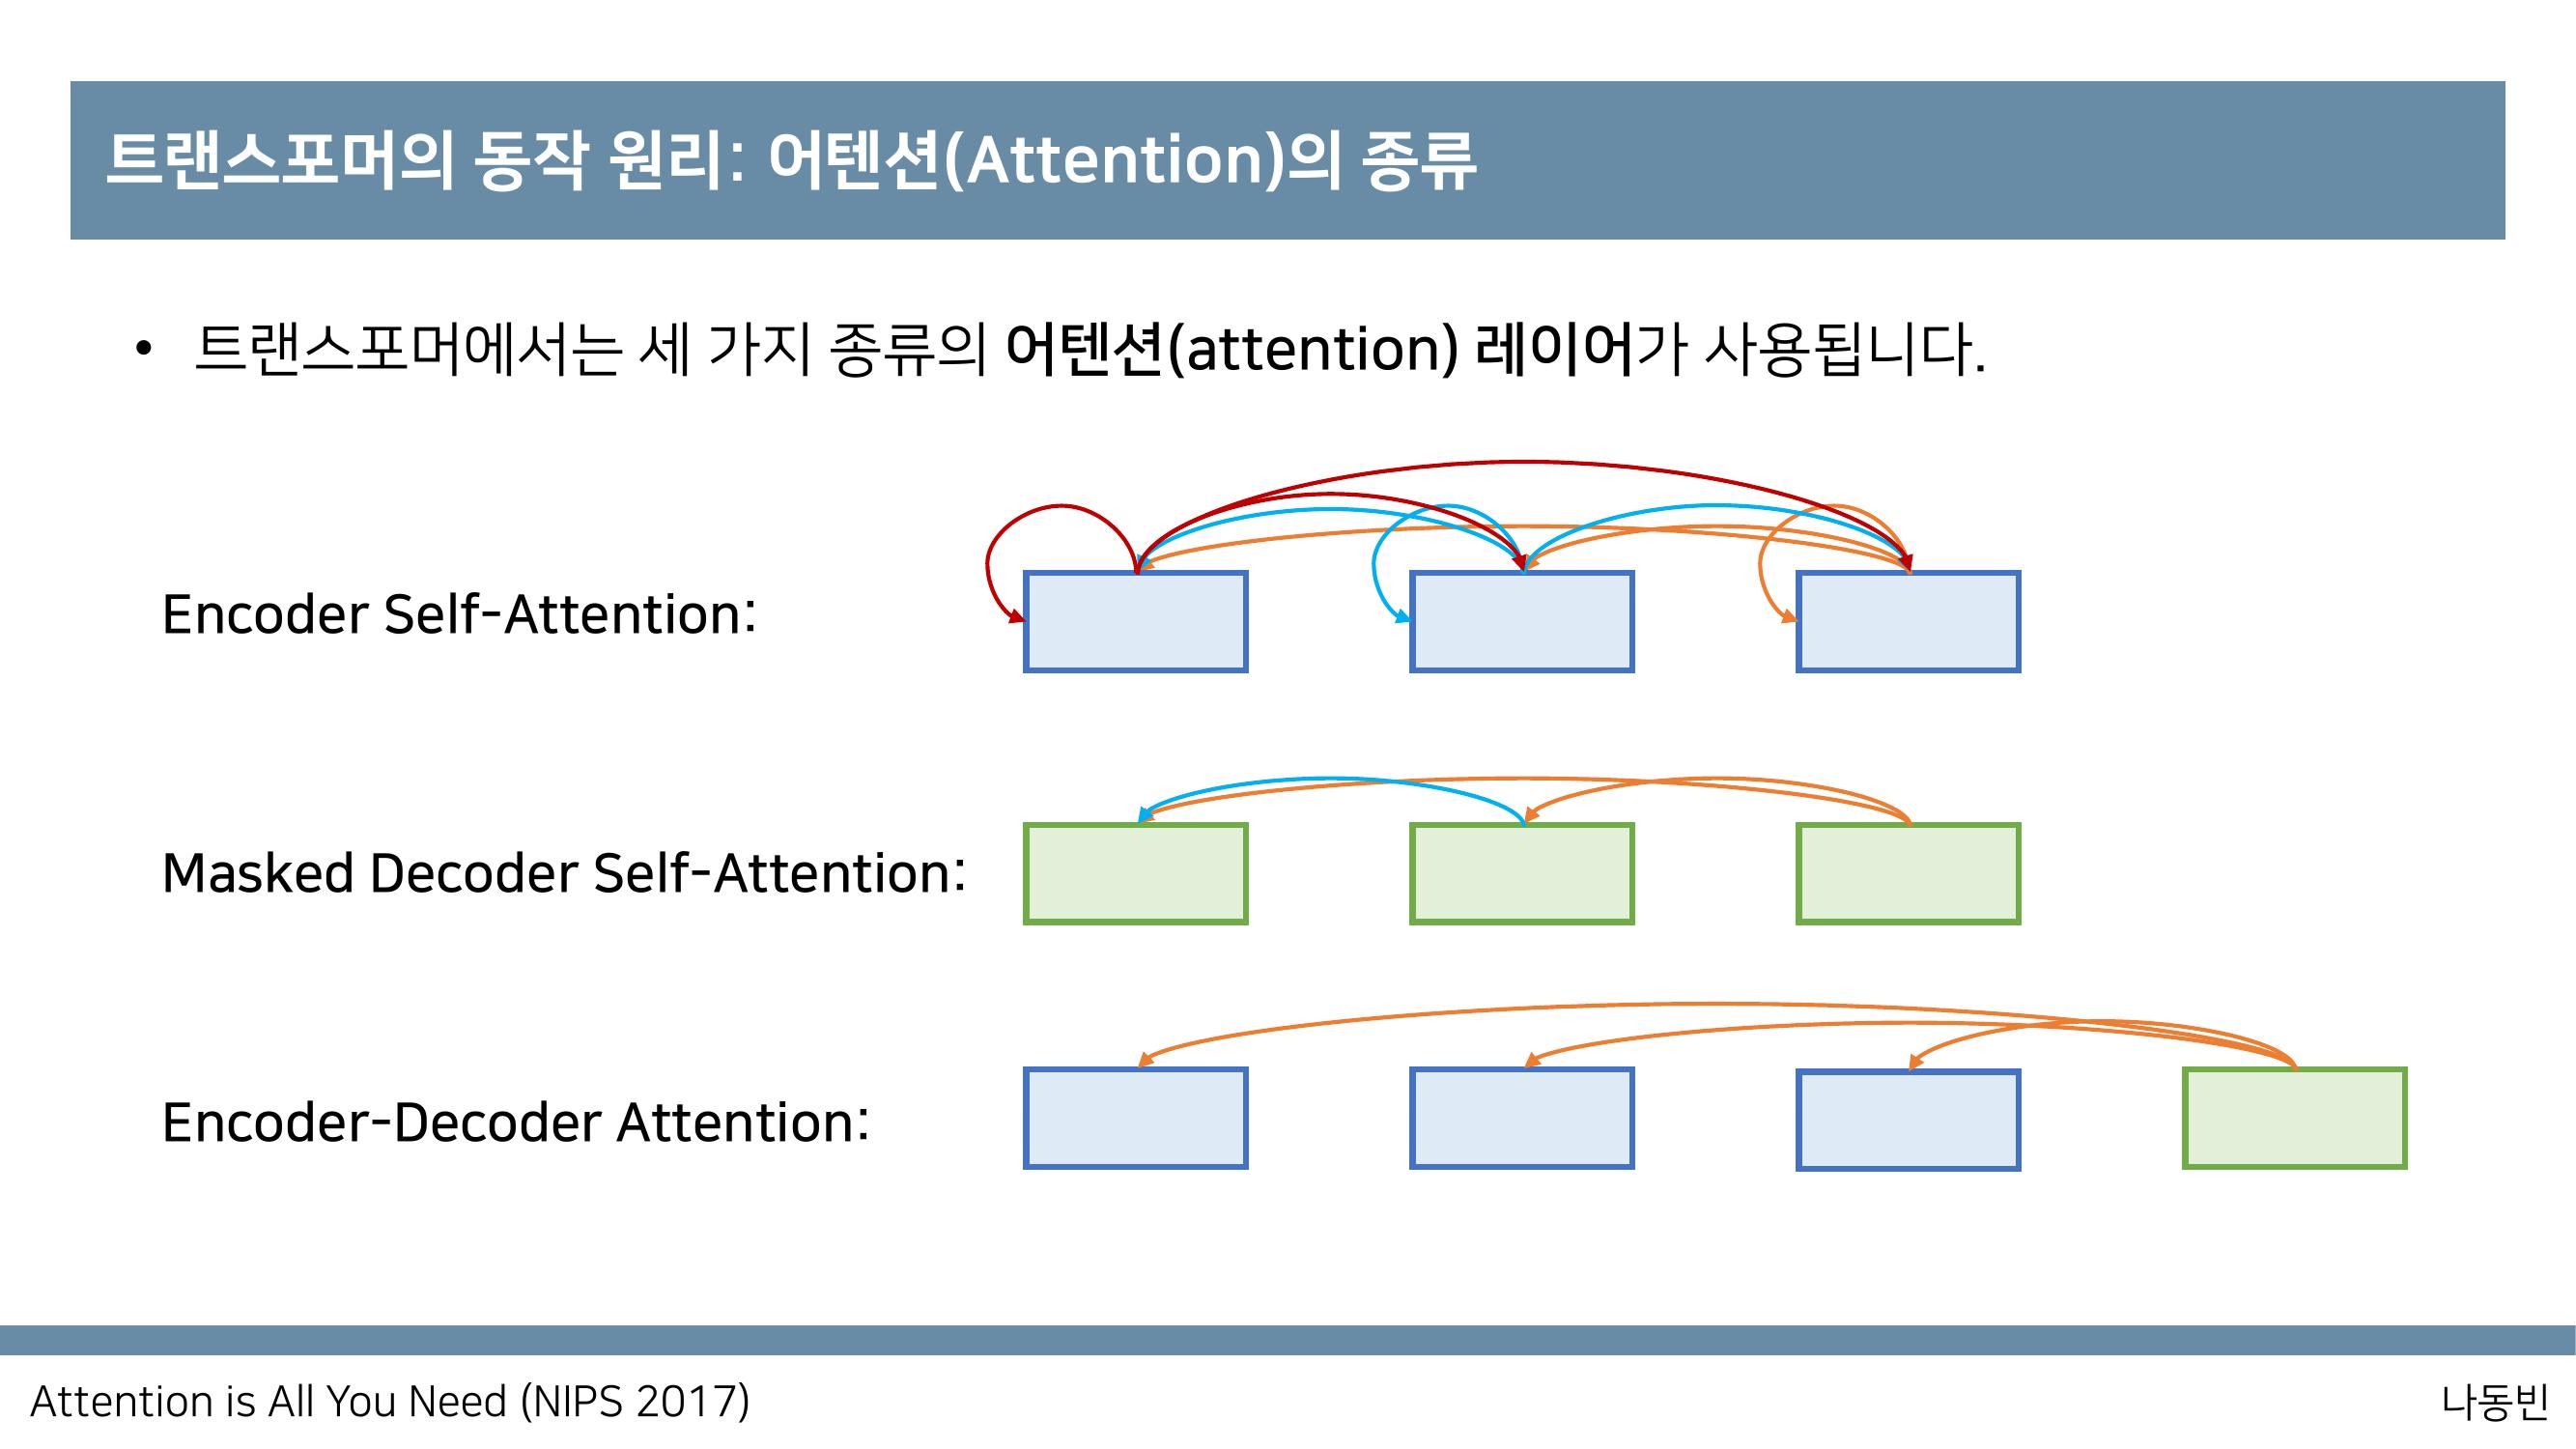 트랜스포머의 동작 원리: 어텐션(Attention)의 종류
• 트랜스포머에서는 세 가지 종류의 어텐션(attention) 레이어가 사용됩니다.
Encoder Self-Attention:
Masked Decoder Self-Attention:
Encoder-Decoder Attention:
Attention is All You Need (NIPS 2017)
나동빈